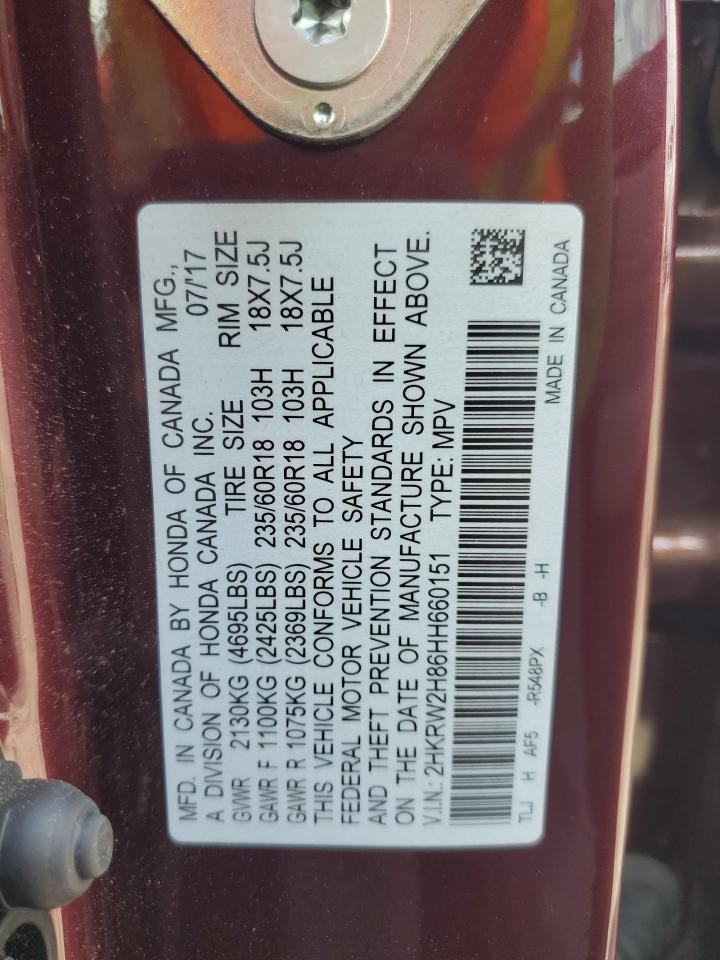 MFD. IN CANADA BY HONDA OF CANADA MFG.,
A DIVISION OF HONDA CANADA INC. 07/'17
GVWR 2130KG (4695LBS) TIRE SIZE RIM SIZE
GAWR F 1100KG (2425LBS) 235/60R18 103H 18X7.5J
GAWR R 1075KG (2369LBS) 235/60R18 103H 18X7.5J
THIS VEHICLE CONFORMS TO ALL APPLICABLE
FEDERAL MOTOR VEHICLE SAFETY
AND THEFT PREVENTION STANDARDS IN EFFECT
ON THE DATE OF MANUFACTURE SHOWN ABOVE.
V.I.N.: 2HKRW2H86HH660151 TYPE: MPV
TLJ H AF5 -R548PX -B -H
MADE IN CANADA